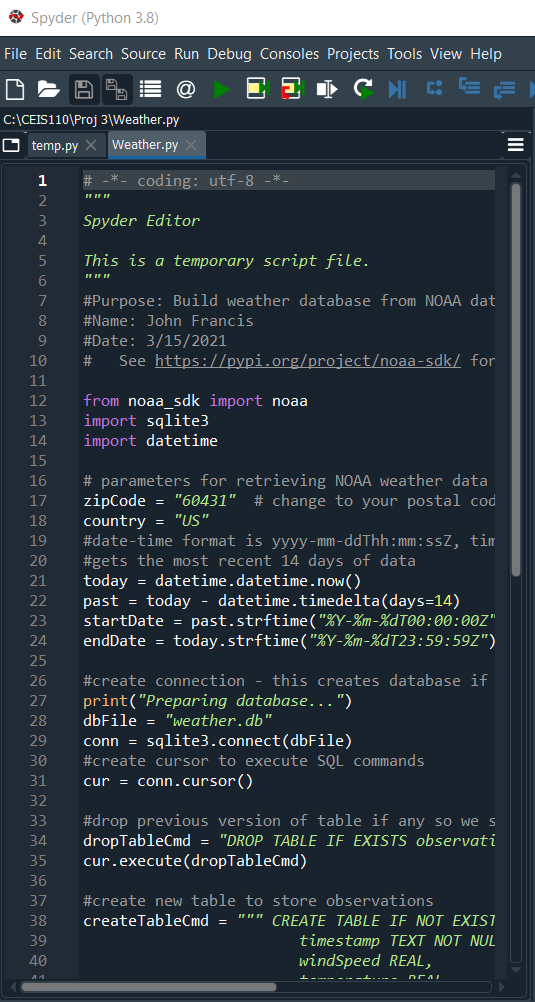 Spyder (Python 3.8)
File Edit Search Source Run Debug Consoles Projects Tools View Help
C:\CEIS110\Proj 3\Weather.py
temp.py Weather.py
1 # -*- coding: utf-8 -*-
2 """
3 Spyder Editor
4
5 This is a temporary script file.
6 """
7 #Purpose: Build weather database from NOAA dat
8 #Name: John Francis
9 #Date: 3/15/2021
10 #   See https://pypi.org/project/noaa-sdk/ for
11
12 from noaa_sdk import noaa
13 import sqlite3
14 import datetime
15
16 # parameters for retrieving NOAA weather data
17 zipCode = "60431"  # change to your postal cod
18 country = "US"
19 #date-time format is yyyy-mm-ddThh:mm:ssZ, tim
20 #gets the most recent 14 days of data
21 today = datetime.datetime.now()
22 past = today - datetime.timedelta(days=14)
23 startDate = past.strftime("%Y-%m-%dT00:00:00Z"
24 endDate = today.strftime("%Y-%m-%dT23:59:59Z")
25
26 #create connection - this creates database if
27 print("Preparing database...")
28 dbFile = "weather.db"
29 conn = sqlite3.connect(dbFile)
30 #create cursor to execute SQL commands
31 cur = conn.cursor()
32
33 #drop previous version of table if any so we s
34 dropTableCmd = "DROP TABLE IF EXISTS observati
35 cur.execute(dropTableCmd)
36
37 #create new table to store observations
38 createTableCmd = """ CREATE TABLE IF NOT EXIST
39 timestamp TEXT NOT NUL
40 windSpeed REAL,
41 temperature REAL